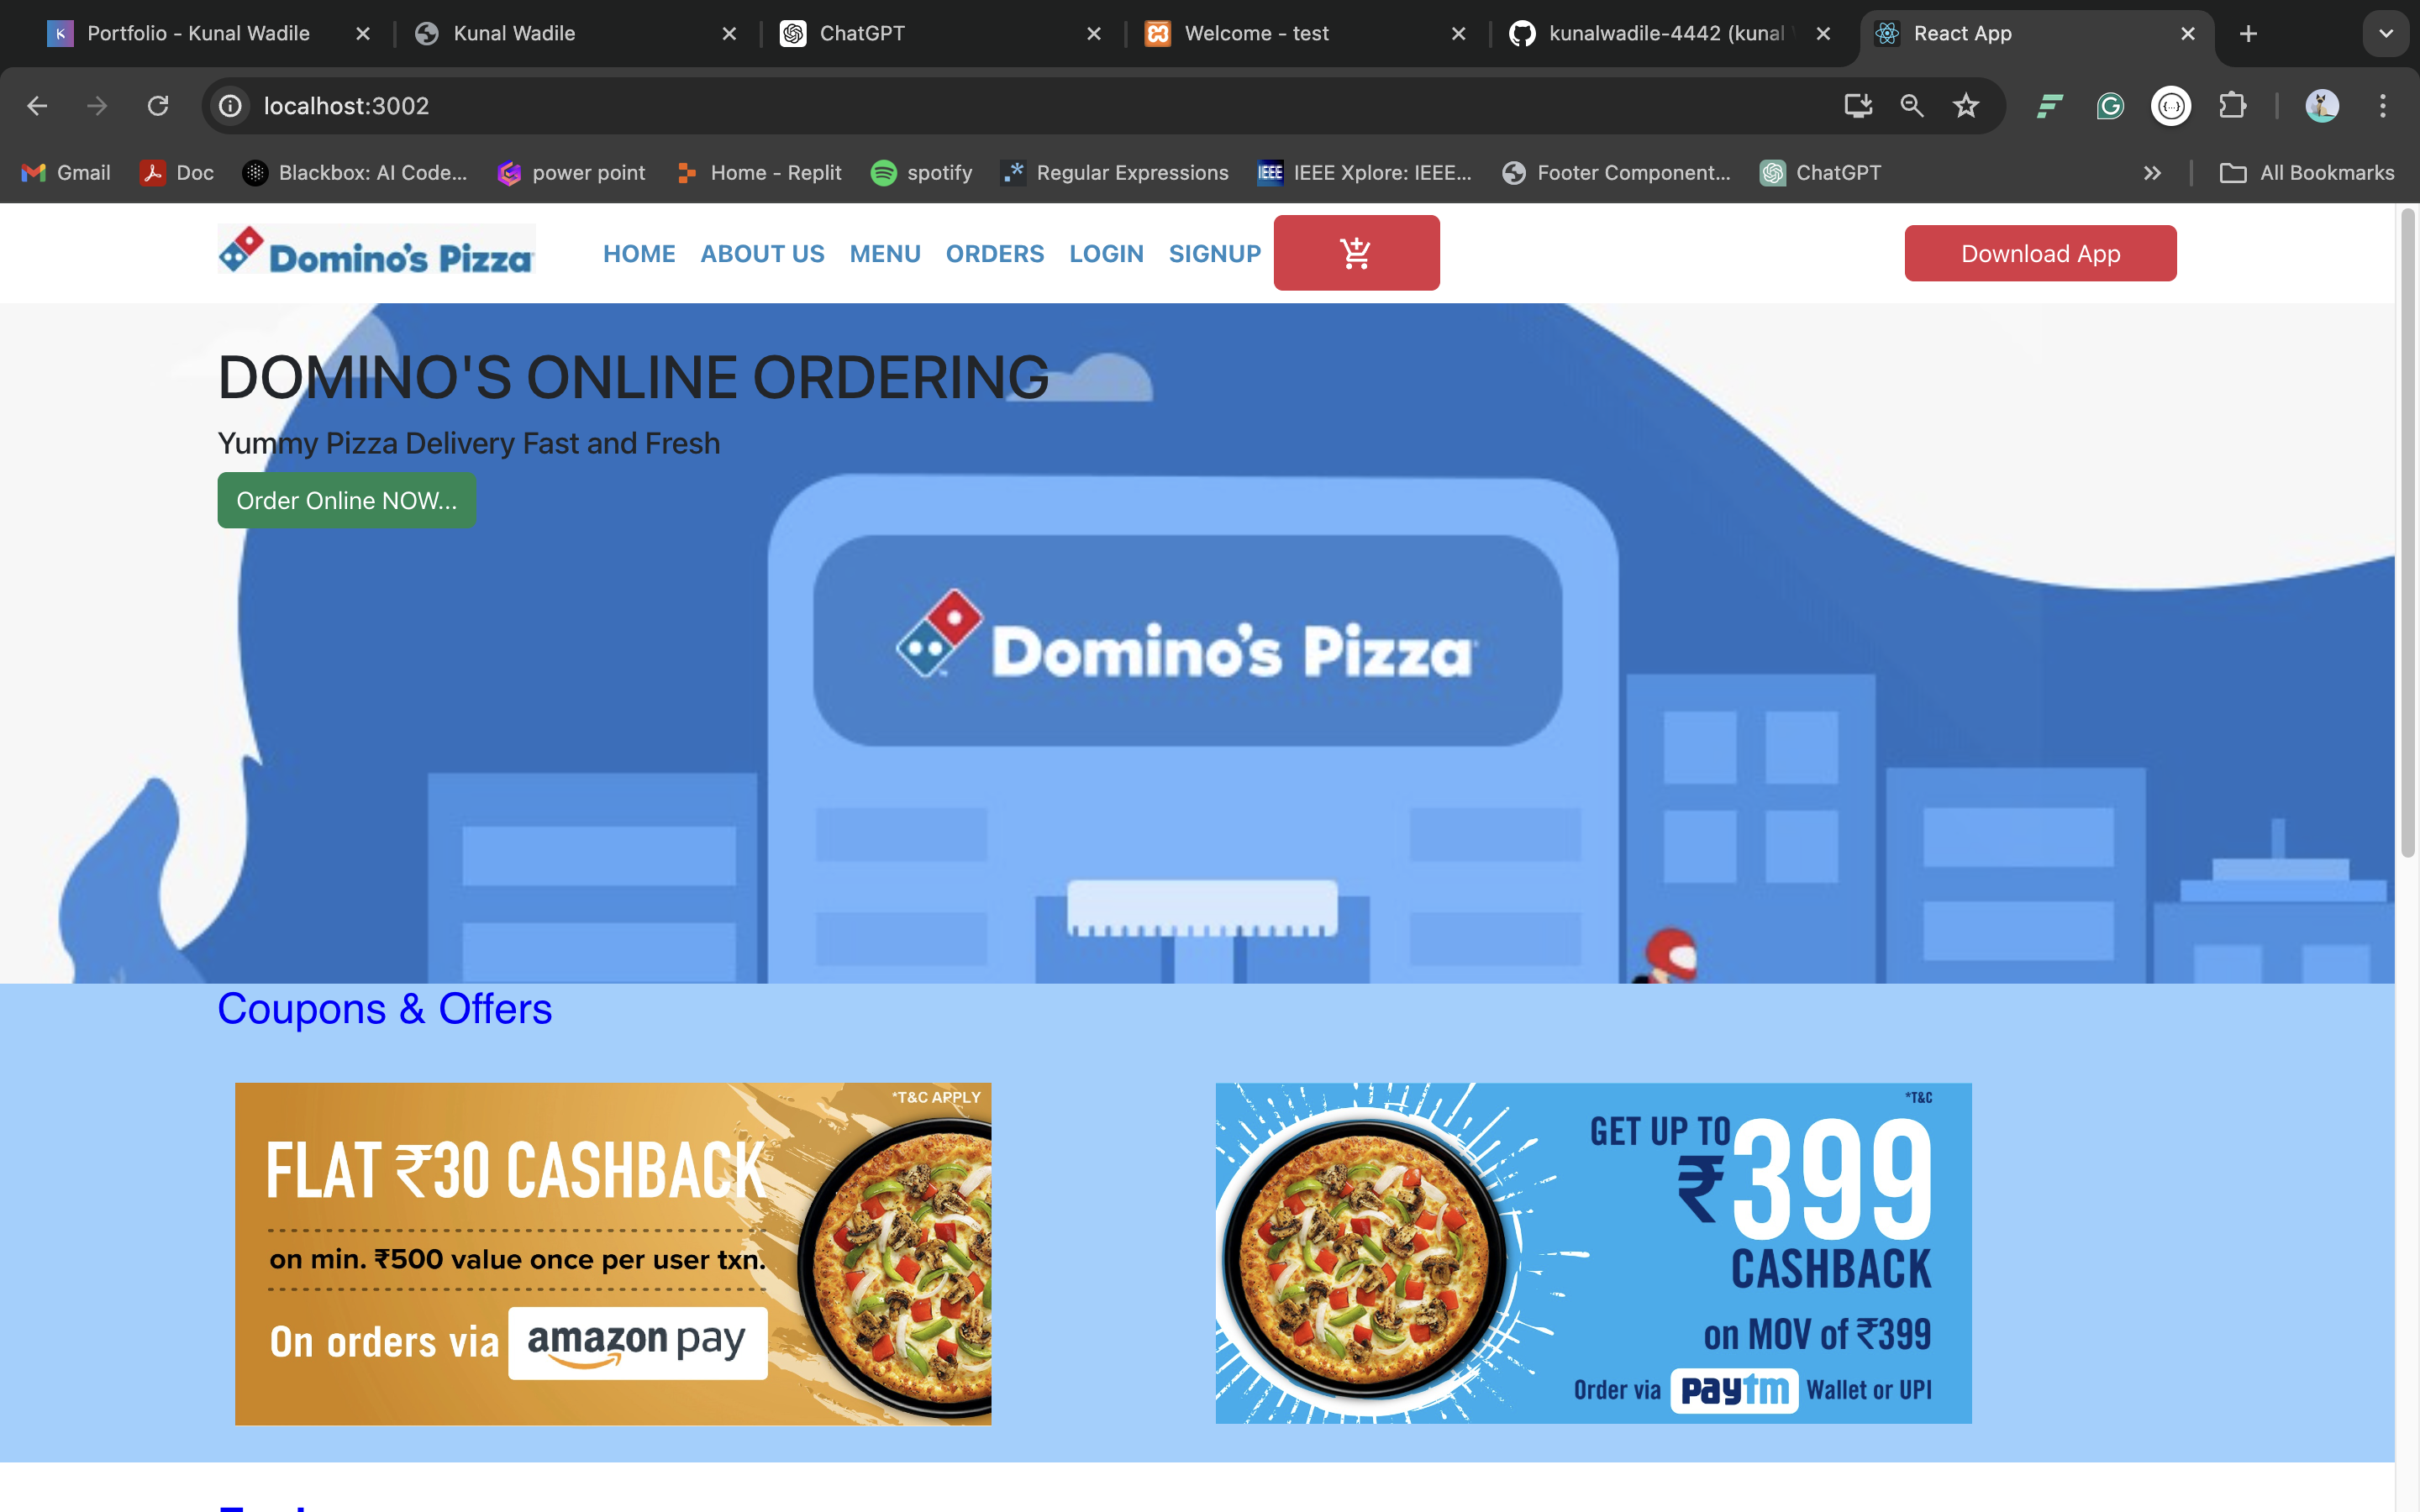 Portfolio - Kunal Wadile
Kunal Wadile
ChatGPT
Welcome - test
kunalwadile-4442 (kunal
React App
localhost:3002
Gmail
Doc
Blackbox: AI Code...
power point
Home - Replit
spotify
Regular Expressions
IEEE Xplore: IEEE...
Footer Component...
ChatGPT
All Bookmarks
Domino's Pizza
HOME
ABOUT US
MENU
ORDERS
LOGIN
SIGNUP
Download App
DOMINO'S ONLINE ORDERING
Yummy Pizza Delivery Fast and Fresh
Order Online NOW...
Domino's Pizza
Coupons & Offers
*T&C APPLY
FLAT ₹30 CASHBACK
on min. ₹500 value once per user txn.
On orders via amazon pay
*T&C
GET UP TO
₹399
CASHBACK
on MOV of ₹399
Order via paytm Wallet or UPI